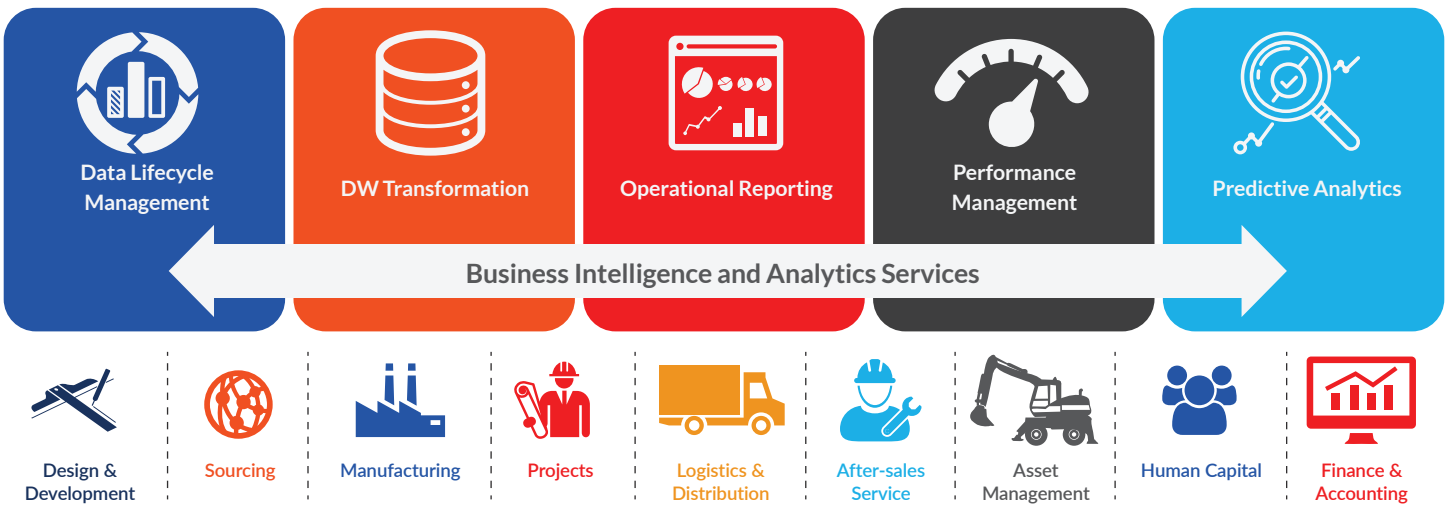 Data Lifecycle
Management
DW Transformation
Operational Reporting
Performance
Management
Predictive Analytics
Business Intelligence and Analytics Services
Design &
Development
Sourcing
Manufacturing
Projects
Logistics &
Distribution
After-sales
Service
Asset
Management
Human Capital
Finance &
Accounting